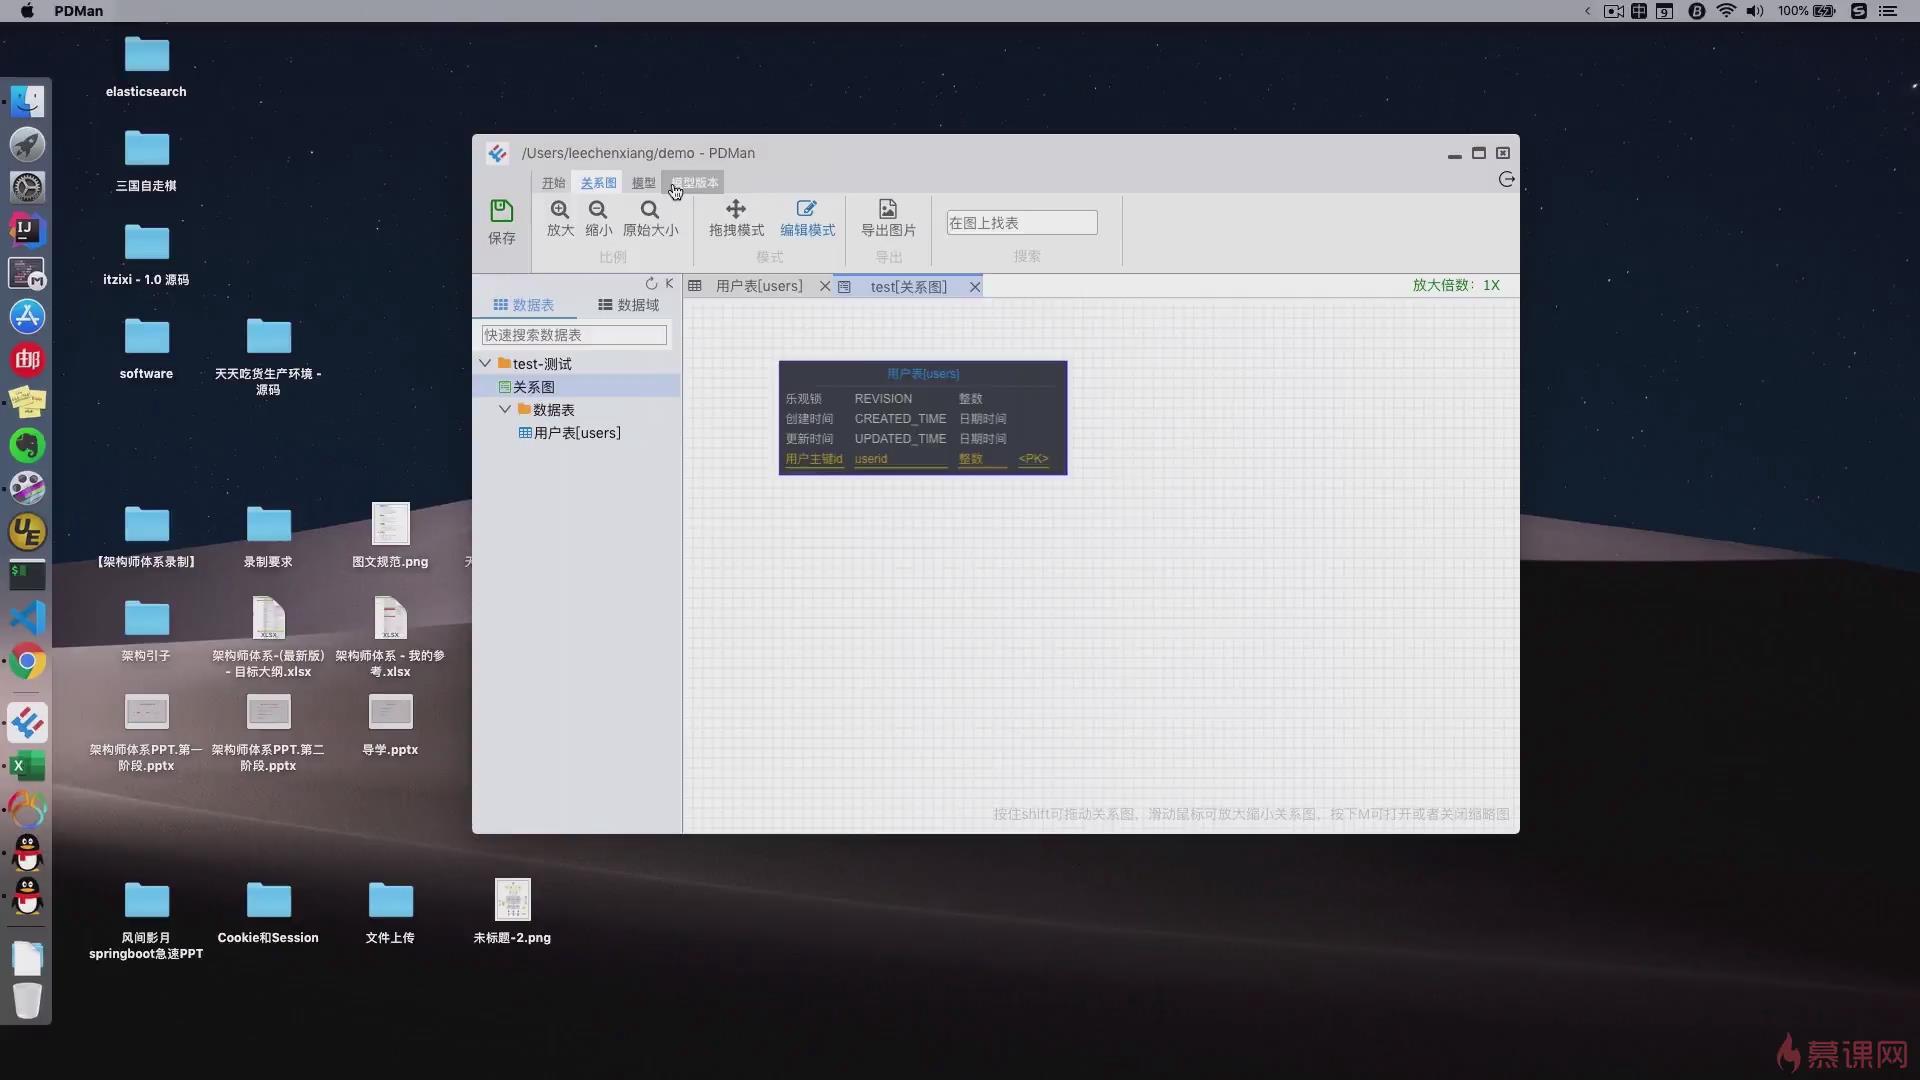 PDMan
100%
elasticsearch
三国自走棋
itzixi - 1.0 源码
software
天天吃货生产环境 -
源码
【架构师体系录制】
录制要求
图文规范.png
架构引子
架构师体系-(最新版)
- 目标大纲.xlsx
架构师体系 - 我的参
考.xlsx
架构师体系PPT.第一
阶段.pptx
架构师体系PPT.第二
阶段.pptx
导学.pptx
风间影月
springboot急速PPT
Cookie和Session
文件上传
未标题-2.png
/Users/leechenxiang/demo - PDMan
开始
关系图
模型
模型版本
保存
放大
缩小
原始大小
比例
拖拽模式
编辑模式
模式
导出图片
导出
在图上找表
搜索
数据表
数据域
快速搜索数据表
test-测试
关系图
数据表
用户表[users]
用户表[users]
test[关系图]
放大倍数：1X
用户表[users]
乐观锁 REVISION 整数
创建时间 CREATED_TIME 日期时间
更新时间 UPDATED_TIME 日期时间
用户主键id userid 整数 <PK>
按住shift可拖动关系图，滑动鼠标可放大缩小关系图，按下M可打开或者关闭缩略图
慕课网